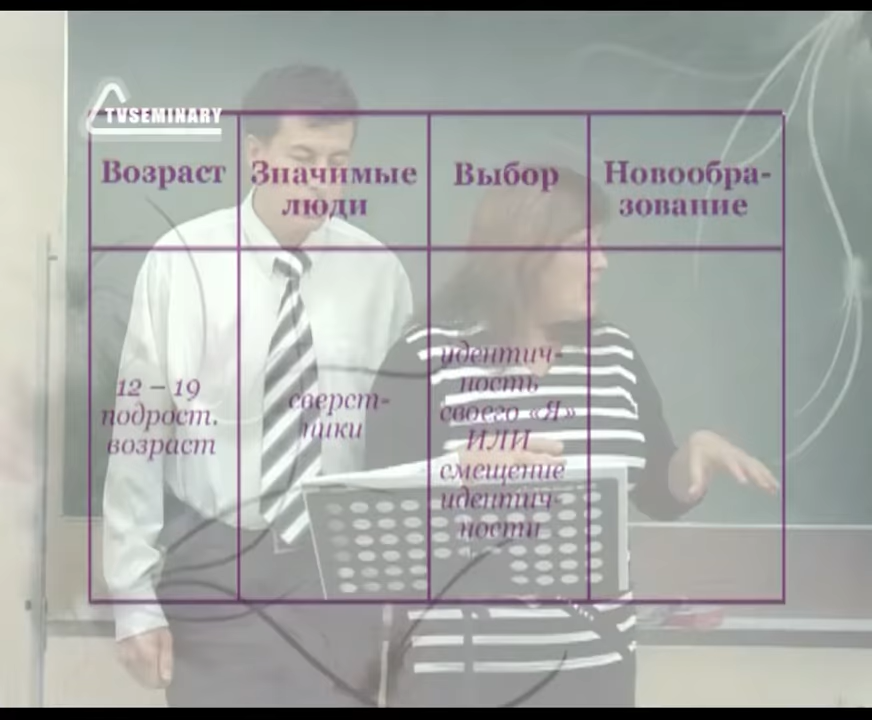 TVSEMINARY
Возраст
Значимые
люди
Выбор
Новообра-
зование
12 – 19
подрост.
возраст
сверст-
ники
идентич-
ность
своего «Я»
ИЛИ
смещение
идентич-
ности